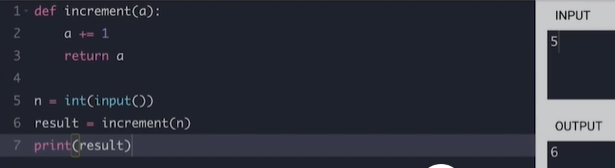 1 def increment(a):
2     a += 1
3     return a
4
5 n = int(input())
6 result = increment(n)
7 print(result)
INPUT
5
OUTPUT
6